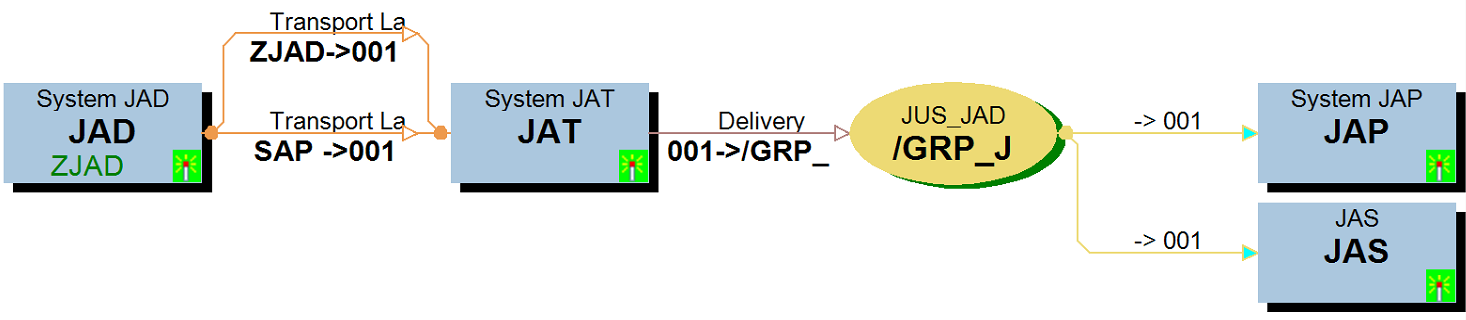 Transport La
ZJAD->001
System JAD
JAD
ZJAD
Transport La
SAP ->001
System JAT
JAT
Delivery
001->/GRP_
JUS_JAD
/GRP_J
-> 001
System JAP
JAP
-> 001
JAS
JAS